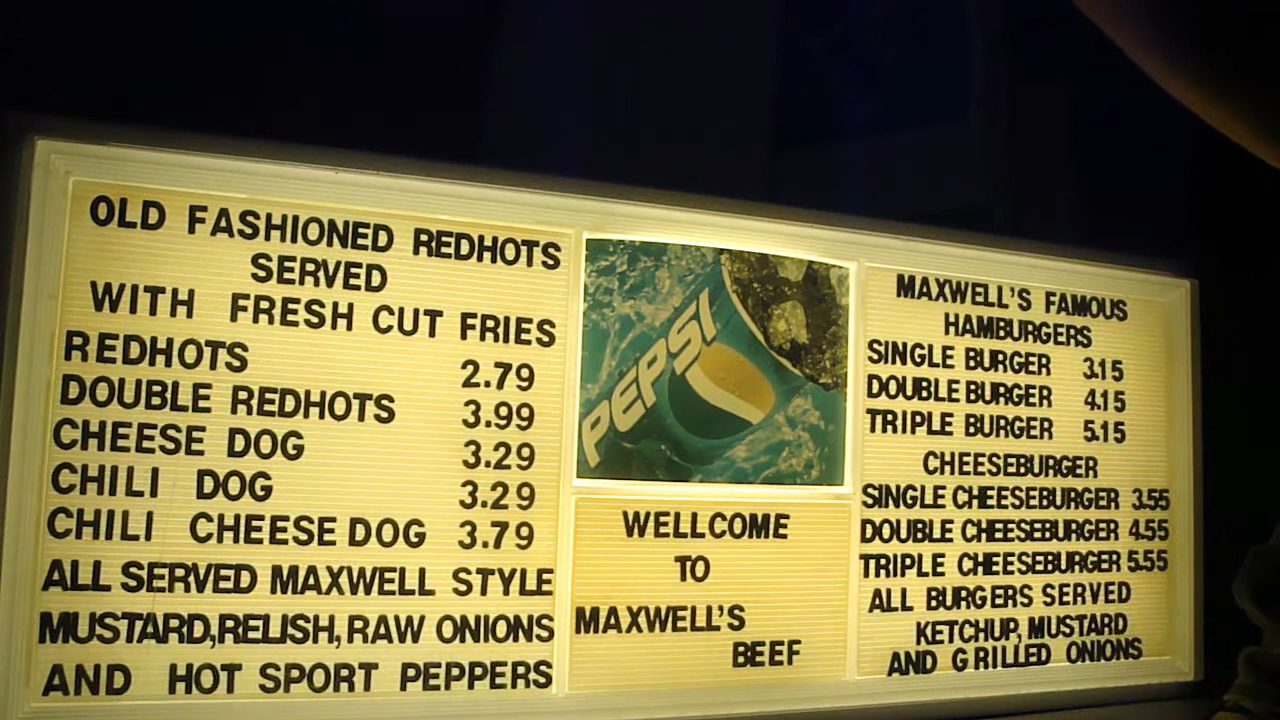 OLD FASHIONED REDHOTS
SERVED
WITH FRESH CUT FRIES
REDHOTS 2.79
DOUBLE REDHOTS 3.99
CHEESE DOG 3.29
CHILI DOG 3.29
CHILI CHEESE DOG 3.79
ALL SERVED MAXWELL STYLE
MUSTARD,RELISH,RAW ONIONS
AND HOT SPORT PEPPERS
PEPSI
WELLCOME
TO
MAXWELL'S
BEEF
MAXWELL'S FAMOUS
HAMBURGERS
SINGLE BURGER 3.15
DOUBLE BURGER 4.15
TRIPLE BURGER 5.15
CHEESEBURGER
SINGLE CHEESEBURGER 3.55
DOUBLE CHEESEBURGER 4.55
TRIPLE CHEESEBURGER 5.55
ALL BURGERS SERVED
KETCHUP, MUSTARD
AND GRILLED ONIONS